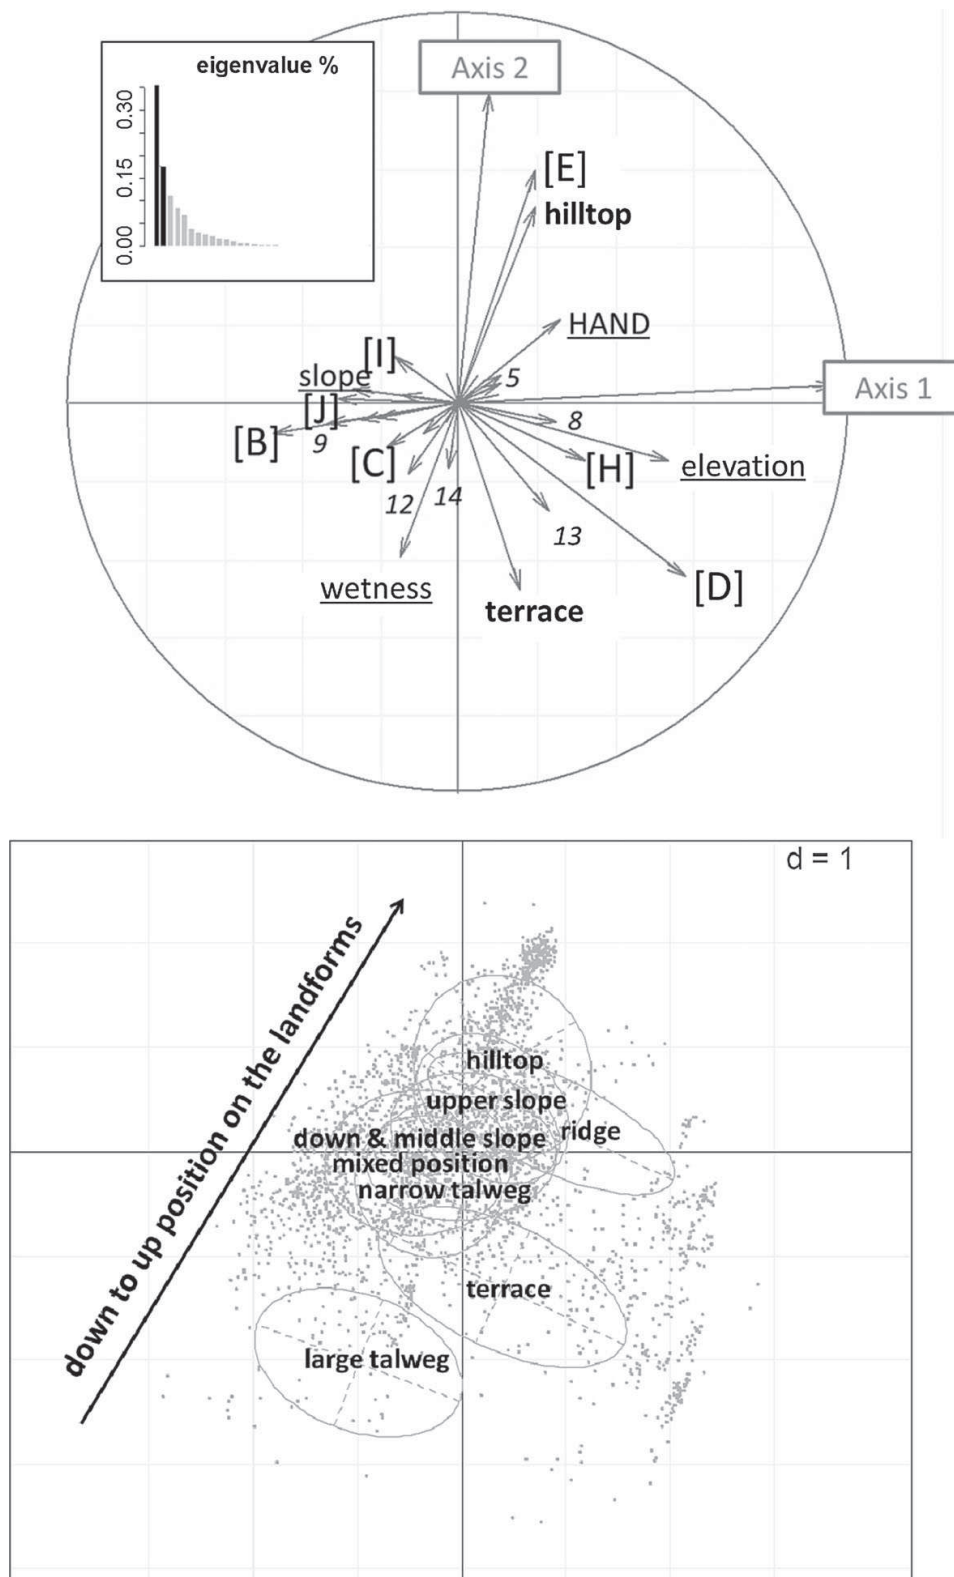 eigenvalue %
0.30
0.15
0.00
Axis 2
[E]
hilltop
HAND
[I]
slope
5
Axis 1
[J]
8
[B]
9
[C]
[H]
elevation
12
14
13
[D]
wetness
terrace
d = 1
down to up position on the landforms
hilltop
upper slope
ridge
down & middle slope
mixed position
narrow talweg
terrace
large talweg